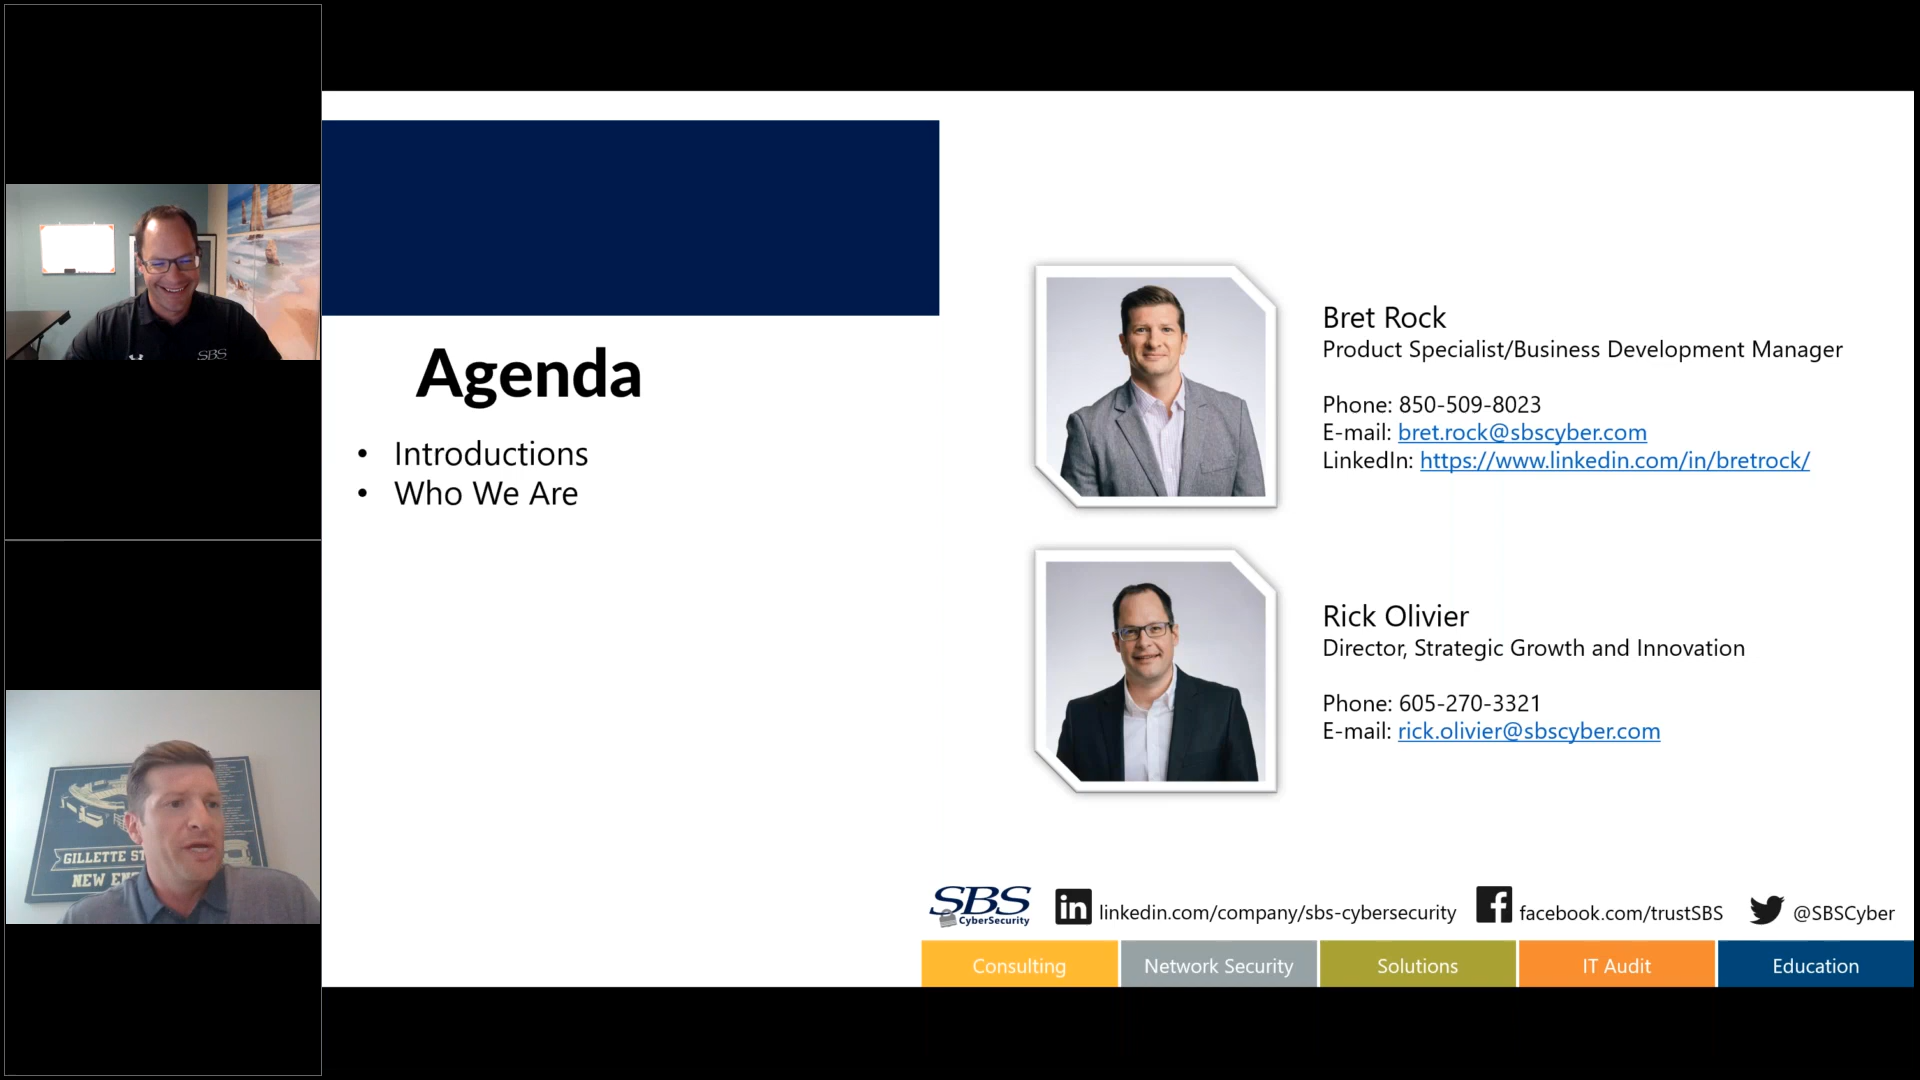 SBS
GILLETTE ST
NEW EN
Agenda
• Introductions
• Who We Are
Bret Rock
Product Specialist/Business Development Manager
Phone: 850-509-8023
E-mail: bret.rock@sbscyber.com
LinkedIn: https://www.linkedin.com/in/bretrock/
Rick Olivier
Director, Strategic Growth and Innovation
Phone: 605-270-3321
E-mail: rick.olivier@sbscyber.com
SBS
CyberSecurity
in linkedin.com/company/sbs-cybersecurity
f facebook.com/trustSBS
@SBSCyber
Consulting
Network Security
Solutions
IT Audit
Education